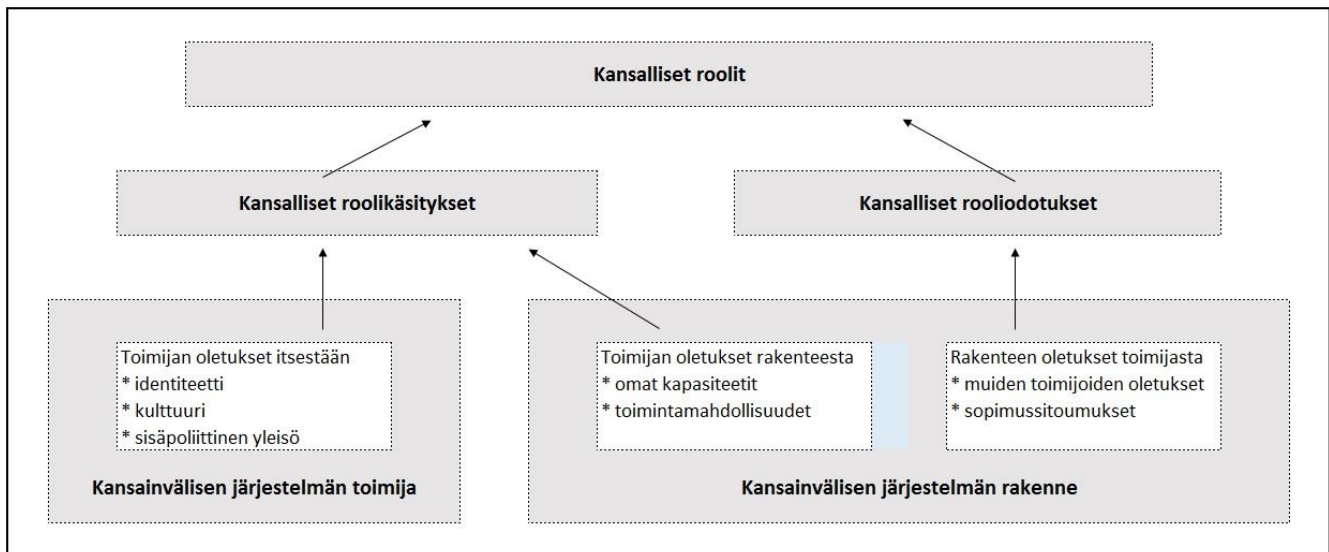 Kansalliset roolit
Kansalliset roolikäsitykset
Kansalliset rooliodotukset
Toimijan oletukset itsestään
* identiteetti
* kulttuuri
* sisäpoliittinen yleisö
Kansainvälisen järjestelmän toimija
Toimijan oletukset rakenteesta
* omat kapasiteetit
* toimintamahdollisuudet
Rakenteen oletukset toimijasta
* muiden toimijoiden oletukset
* sopimussitoumukset
Kansainvälisen järjestelmän rakenne